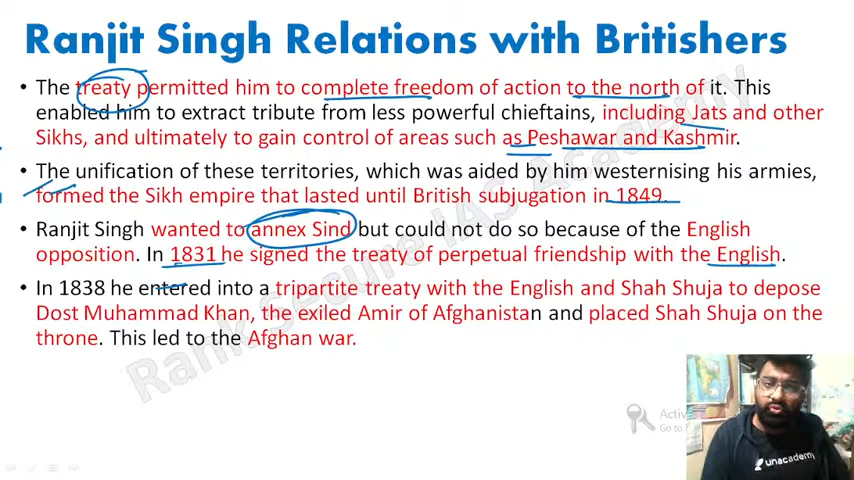 Ranjit Singh Relations with Britishers
• The treaty permitted him to complete freedom of action to the north of it. This
enabled him to extract tribute from less powerful chieftains, including Jats and other
Sikhs, and ultimately to gain control of areas such as Peshawar and Kashmir.
• The unification of these territories, which was aided by him westernising his armies,
formed the Sikh empire that lasted until British subjugation in 1849.
• Ranjit Singh wanted to annex Sind but could not do so because of the English
opposition. In 1831 he signed the treaty of perpetual friendship with the English.
• In 1838 he entered into a tripartite treaty with the English and Shah Shuja to depose
Dost Muhammad Khan, the exiled Amir of Afghanistan and placed Shah Shuja on the
throne. This led to the Afghan war.
Rank Secure IAS Academy
Activ
Go to
unacademy